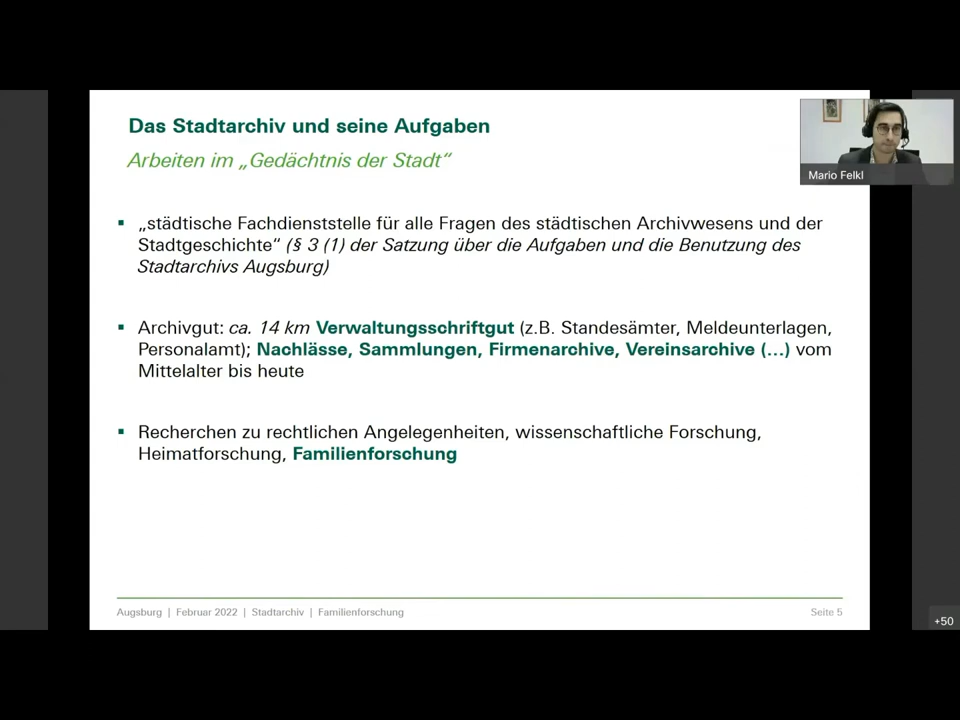 Das Stadtarchiv und seine Aufgaben
Arbeiten im „Gedächtnis der Stadt“
Mario Felkl
▪ „städtische Fachdienststelle für alle Fragen des städtischen Archivwesens und der
Stadtgeschichte“ (§ 3 (1) der Satzung über die Aufgaben und die Benutzung des
Stadtarchivs Augsburg)
▪ Archivgut: ca. 14 km Verwaltungsschriftgut (z.B. Standesämter, Meldeunterlagen,
Personalamt); Nachlässe, Sammlungen, Firmenarchive, Vereinsarchive (…) vom
Mittelalter bis heute
▪ Recherchen zu rechtlichen Angelegenheiten, wissenschaftliche Forschung,
Heimatforschung, Familienforschung
Augsburg | Februar 2022 | Stadtarchiv | Familienforschung
Seite 5
+50